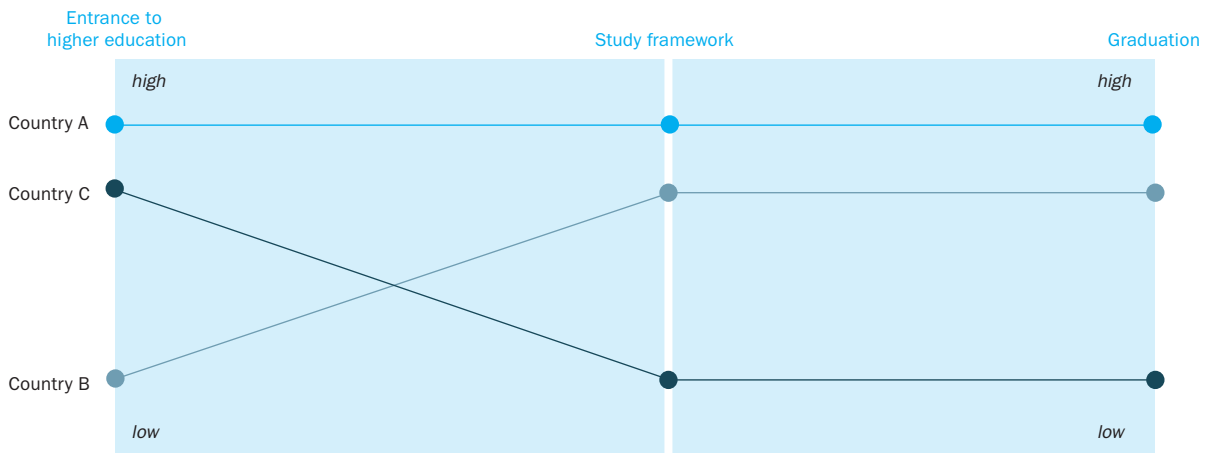 Entrance to
higher education
Study framework
Graduation
high
high
Country A
Country C
Country B
low
low